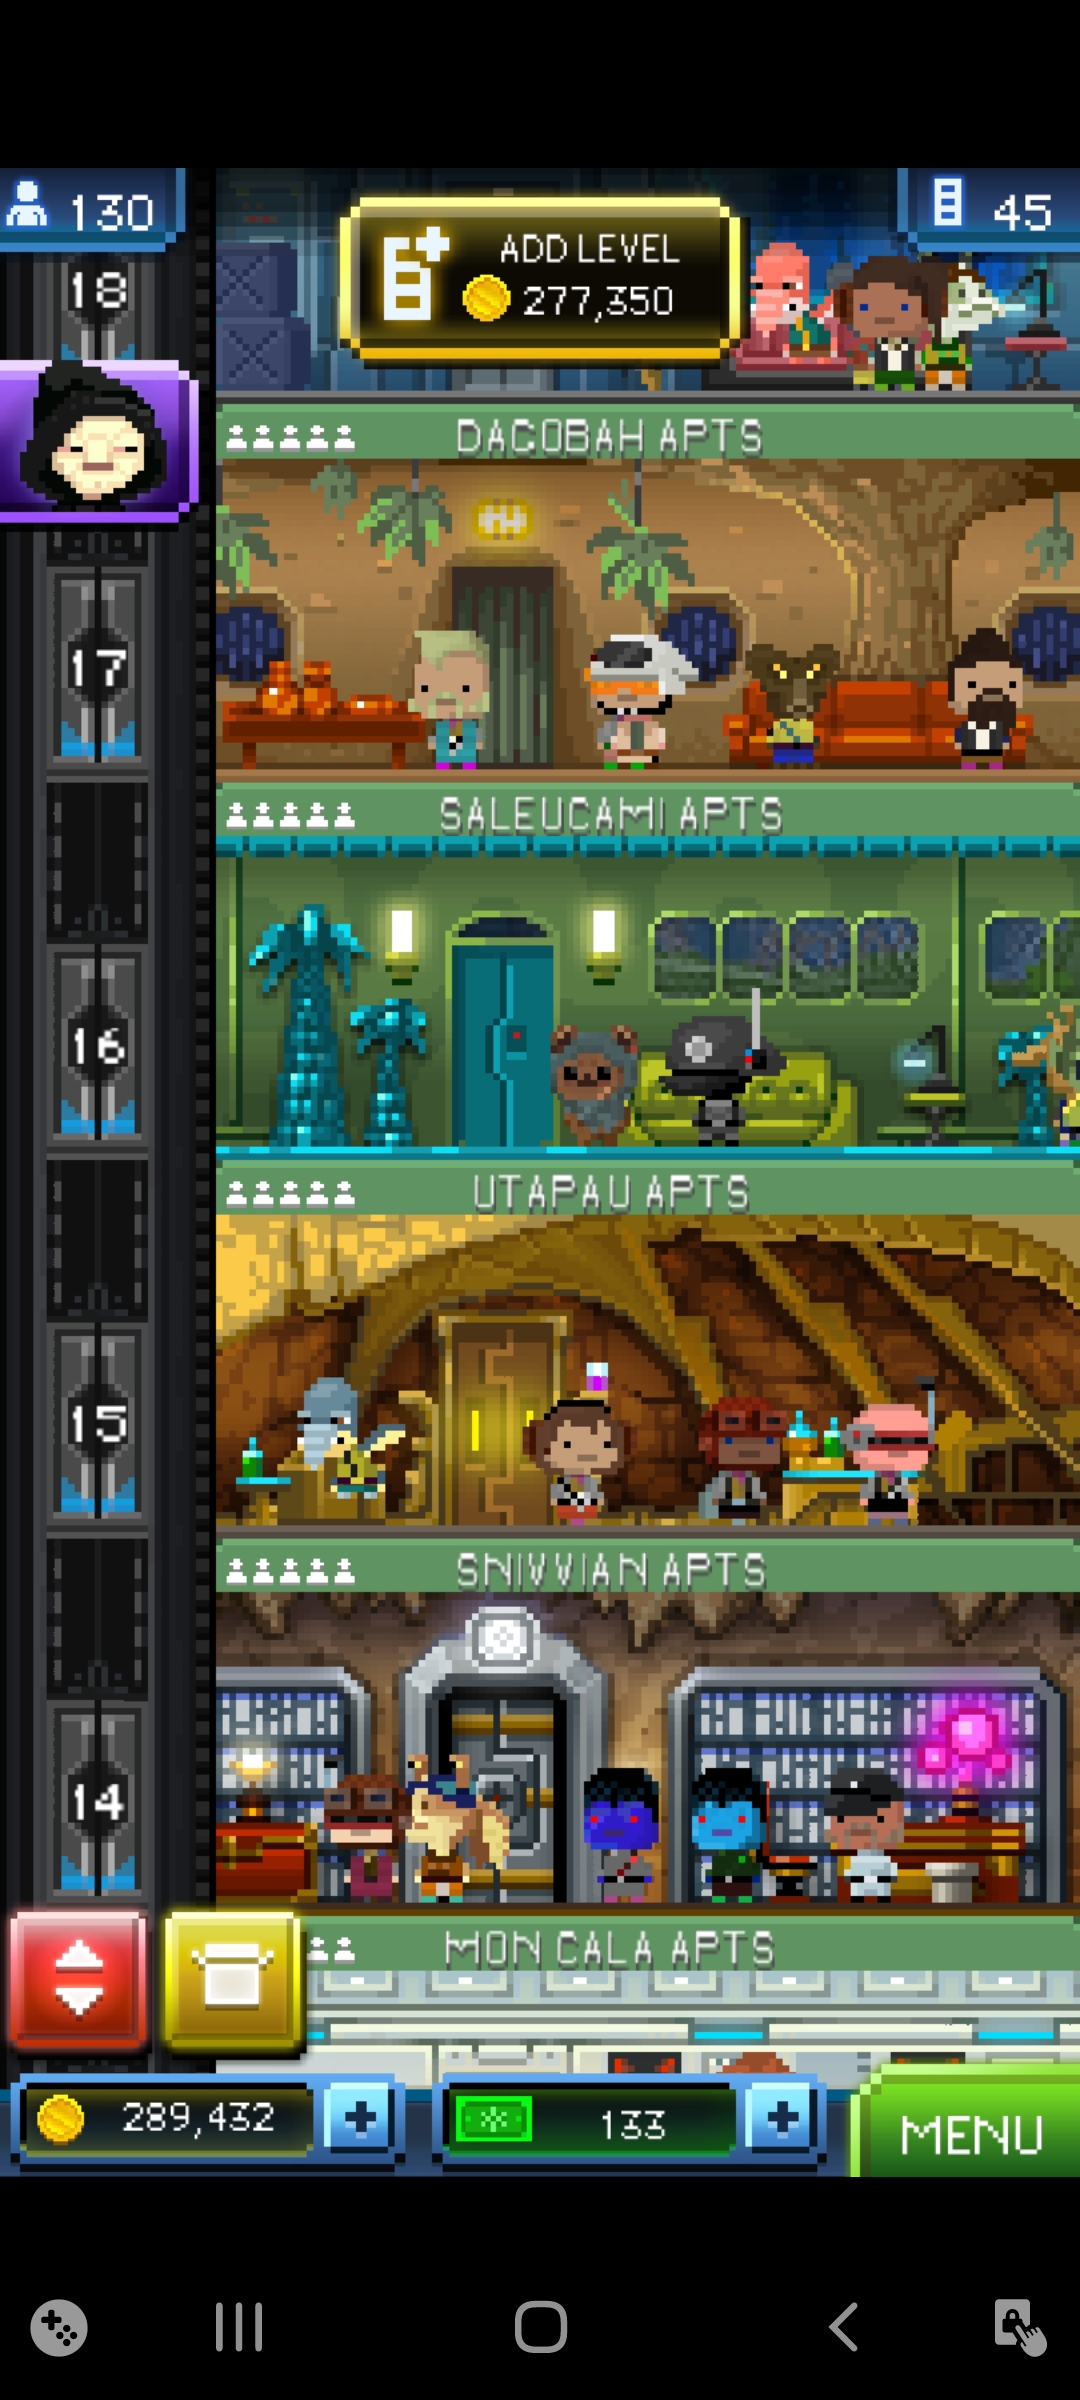 130
ADD LEVEL
277,350
45
18
DAGOBAH APTS
17
SALEUCAMI APTS
16
UTAPAU APTS
15
SNIVVIAN APTS
14
MON CALA APTS
289,432
133
MENU